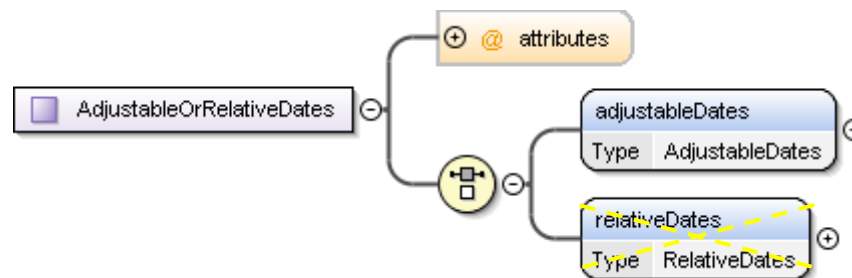 @ attributes
AdjustableOrRelativeDates
adjustableDates
Type AdjustableDates
relativeDates
Type RelativeDates